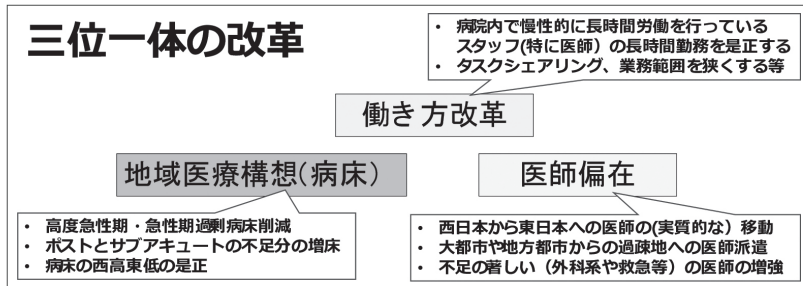 三位一体の改革
・ 病院内で慢性的に長時間労働を行っている
スタッフ(特に医師）の長時間勤務を是正する
・ タスクシェアリング、業務範囲を狭くする等
働き方改革
地域医療構想(病床）
医師偏在
・ 高度急性期・急性期過剰病床削減
・ ポストとサブアキュートの不足分の増床
・ 病床の西高東低の是正
・ 西日本から東日本への医師の(実質的な）移動
・ 大都市や地方都市からの過疎地への医師派遣
・ 不足の著しい（外科系や救急等）の医師の増強